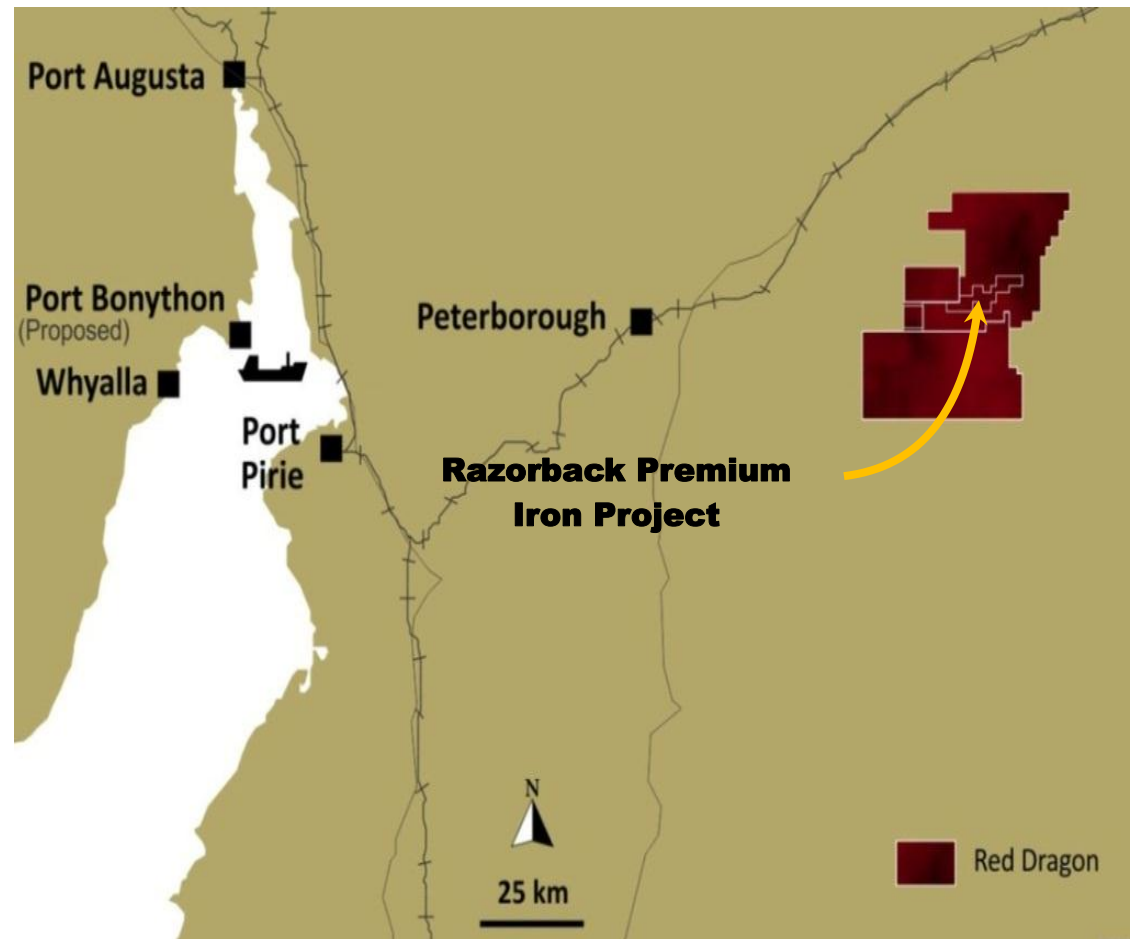 Port Augusta
Port Bonython
(Proposed)
Whyalla
Peterborough
Port
Pirie
Razorback Premium
Iron Project
N
25 km
Red Dragon